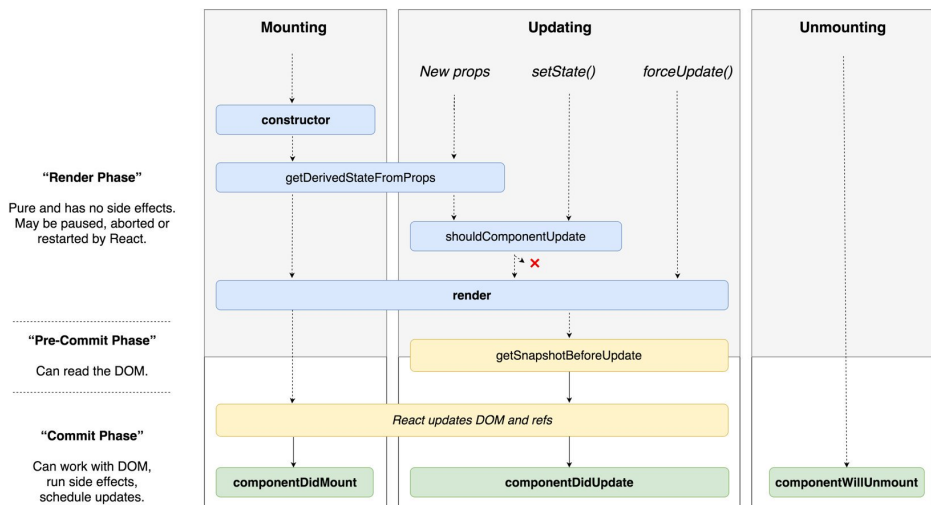 Mounting
Updating
Unmounting
New props
setState()
forceUpdate()
constructor
“Render Phase”
getDerivedStateFromProps
Pure and has no side effects.
May be paused, aborted or
restarted by React.
shouldComponentUpdate
render
“Pre-Commit Phase”
getSnapshotBeforeUpdate
Can read the DOM.
React updates DOM and refs
“Commit Phase”
Can work with DOM,
run side effects,
schedule updates.
componentDidMount
componentDidUpdate
componentWillUnmount